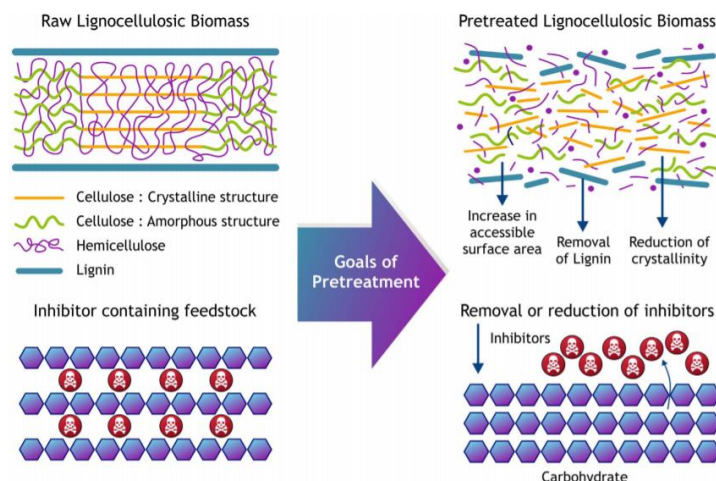 Raw Lignocellulosic Biomass
Cellulose : Crystalline structure
Cellulose : Amorphous structure
Hemicellulose
Lignin
Inhibitor containing feedstock
Goals of
Pretreatment
Pretreated Lignocellulosic Biomass
Increase in
accessible
surface area
Removal
of Lignin
Reduction of
crystallinity
Removal or reduction of inhibitors
Inhibitors
Carbohydrate